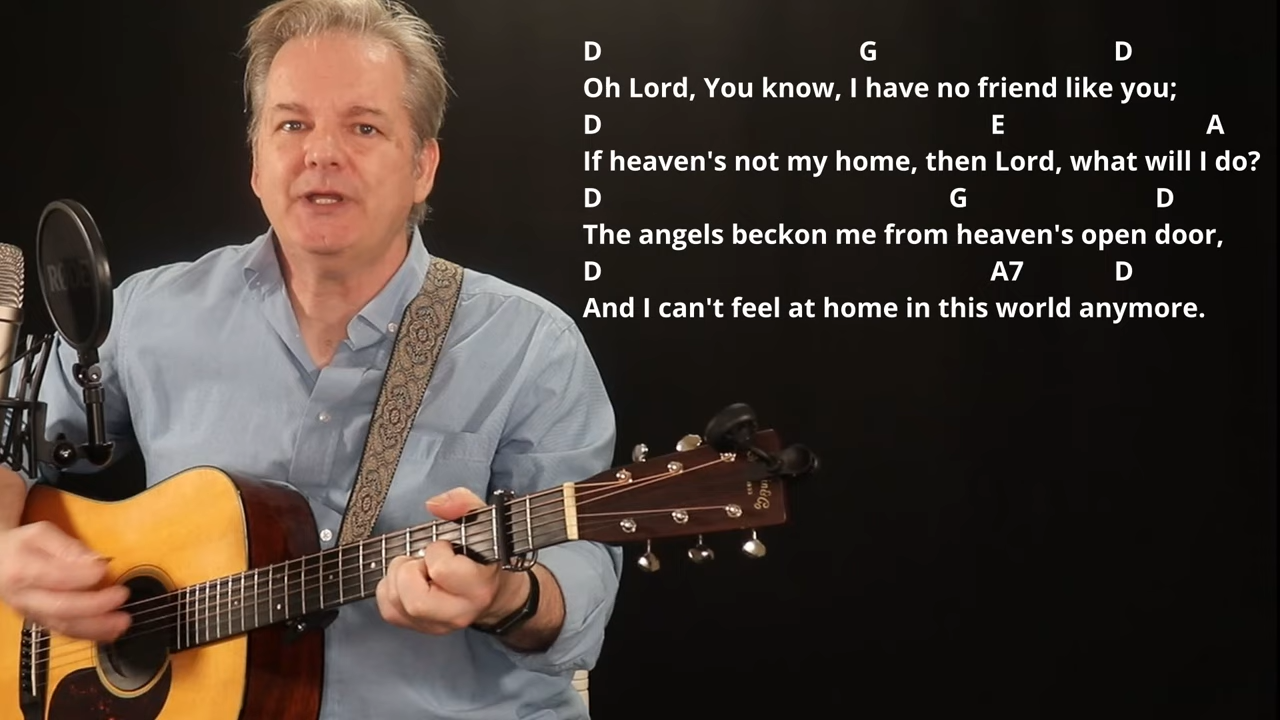 D G D
Oh Lord, You know, I have no friend like you;
D E A
If heaven's not my home, then Lord, what will I do?
D G D
The angels beckon me from heaven's open door,
D A7 D
And I can't feel at home in this world anymore.
RODE